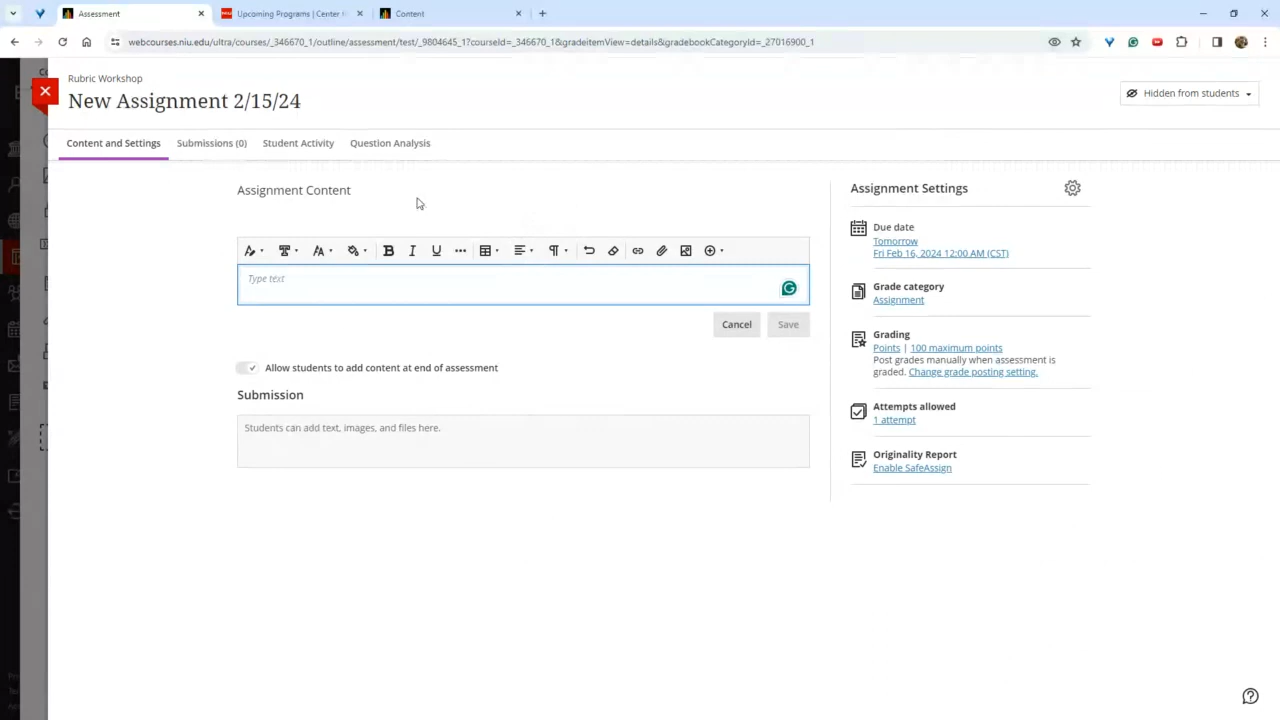 Assessment
Upcoming Programs | Center f
Content
webcourses.niu.edu/ultra/courses/_346670_1/outline/assessment/test/_9804645_1?courseId=_346670_1&gradeitemView=details&gradebookCategoryId=_27016900_1
Rubric Workshop
New Assignment 2/15/24
Hidden from students
Content and Settings
Submissions (0)
Student Activity
Question Analysis
Assignment Content
Type text
Cancel
Save
Allow students to add content at end of assessment
Submission
Students can add text, images, and files here.
Assignment Settings
Due date
Tomorrow
Fri Feb 16, 2024 12:00 AM (CST)
Grade category
Assignment
Grading
Points | 100 maximum points
Post grades manually when assessment is
graded. Change grade posting setting.
Attempts allowed
1 attempt
Originality Report
Enable SafeAssign